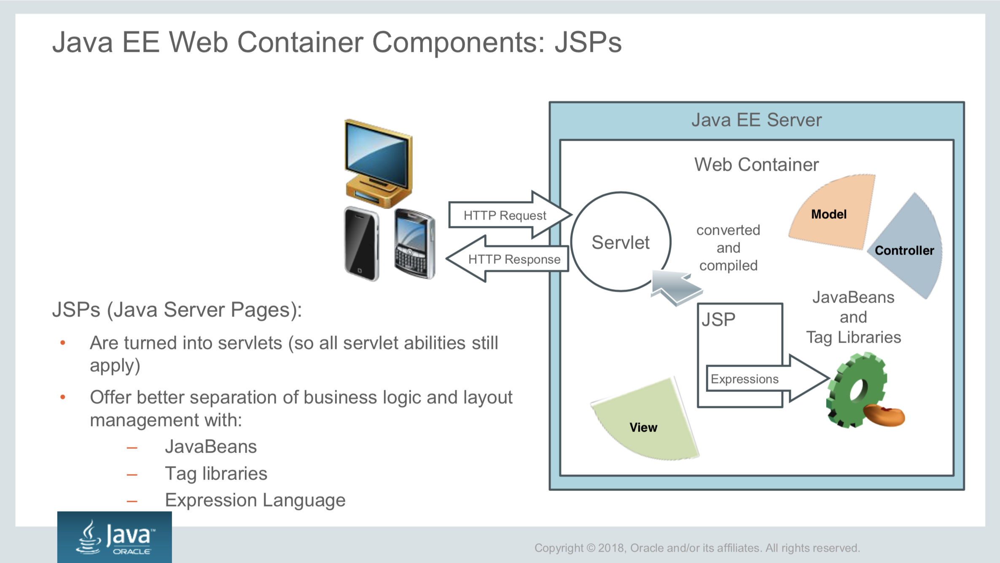 Java EE Web Container Components: JSPs
Java EE Server
Web Container
Model
Controller
HTTP Request
HTTP Response
Servlet
converted
and
compiled
JavaBeans
and
Tag Libraries
JSP
Expressions
View
JSPs (Java Server Pages):
• Are turned into servlets (so all servlet abilities still
apply)
• Offer better separation of business logic and layout
management with:
– JavaBeans
– Tag libraries
– Expression Language
Java™
ORACLE
Copyright © 2018, Oracle and/or its affiliates. All rights reserved.